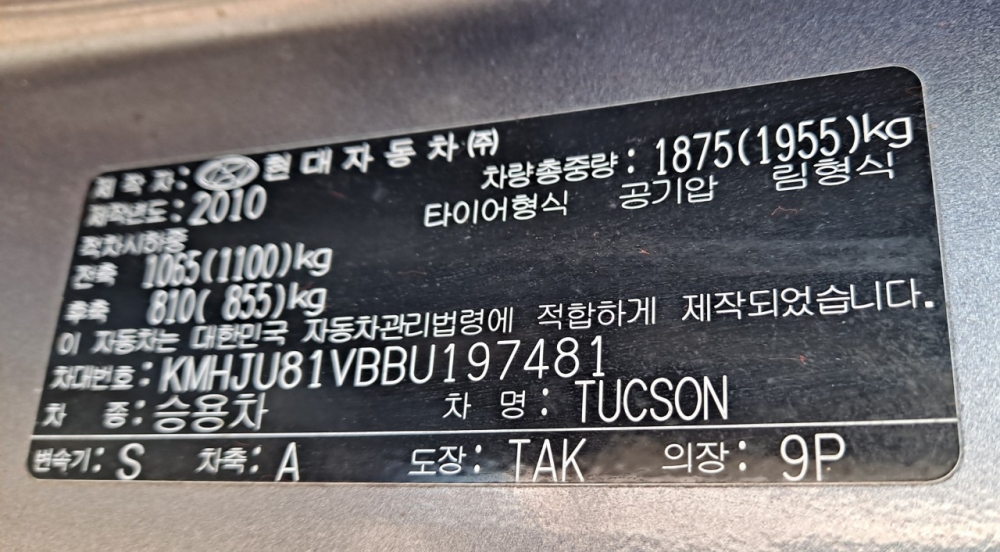 제 작 자: 현대자동차㈜
제작년도: 2010 차량총중량: 1875(1955)kg
적차시하중 타이어형식 공기압 림형식
전축 1065(1100)kg
후축 810( 855)kg
이 자동차는 대한민국 자동차관리법령에 적합하게 제작되었습니다.
차대번호: KMHJU81VBBU197481
차 종: 승용차 차 명: TUCSON
변속기: S 차축: A 도장: TAK 의장: 9P